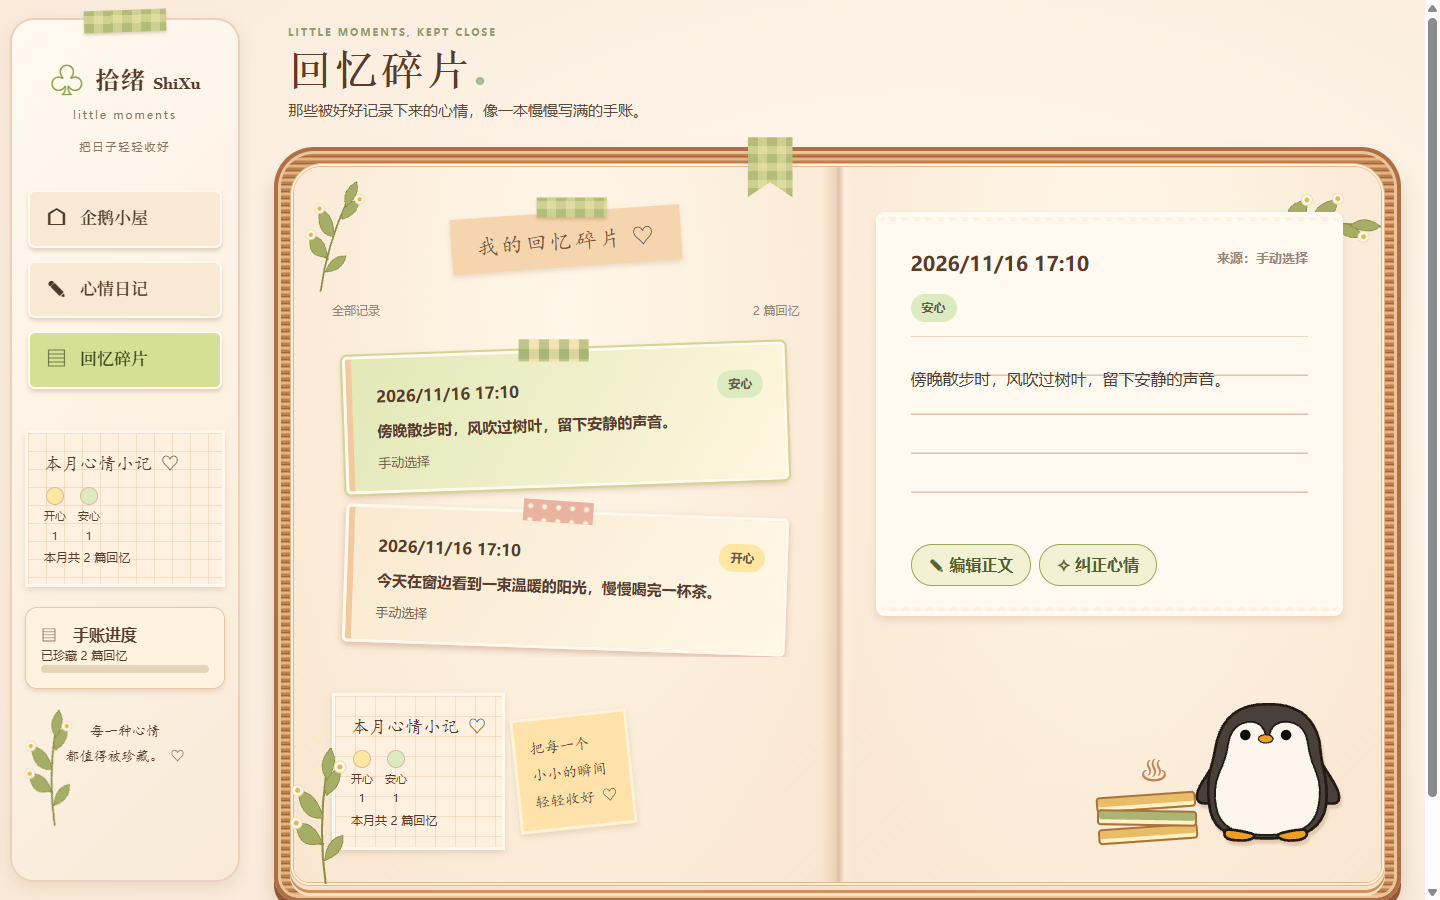 拾绪 ShiXu
little moments
把日子轻轻收好
企鹅小屋
心情日记
回忆碎片
本月心情小记 ♡
开心 安心
1 1
本月共 2 篇回忆
手账进度
已珍藏 2 篇回忆
每一种心情
都值得被珍藏。 ♡
LITTLE MOMENTS, KEPT CLOSE
回忆碎片.
那些被好好记录下来的心情，像一本慢慢写满的手账。
我的回忆碎片 ♡
全部记录 2 篇回忆
2026/11/16 17:10 安心
傍晚散步时，风吹过树叶，留下安静的声音。
手动选择
2026/11/16 17:10 开心
今天在窗边看到一束温暖的阳光，慢慢喝完一杯茶。
手动选择
本月心情小记 ♡
开心 安心
1 1
本月共 2 篇回忆
把每一个
小小的瞬间
轻轻收好 ♡
2026/11/16 17:10 来源：手动选择
安心
傍晚散步时，风吹过树叶，留下安静的声音。
编辑正文 纠正心情